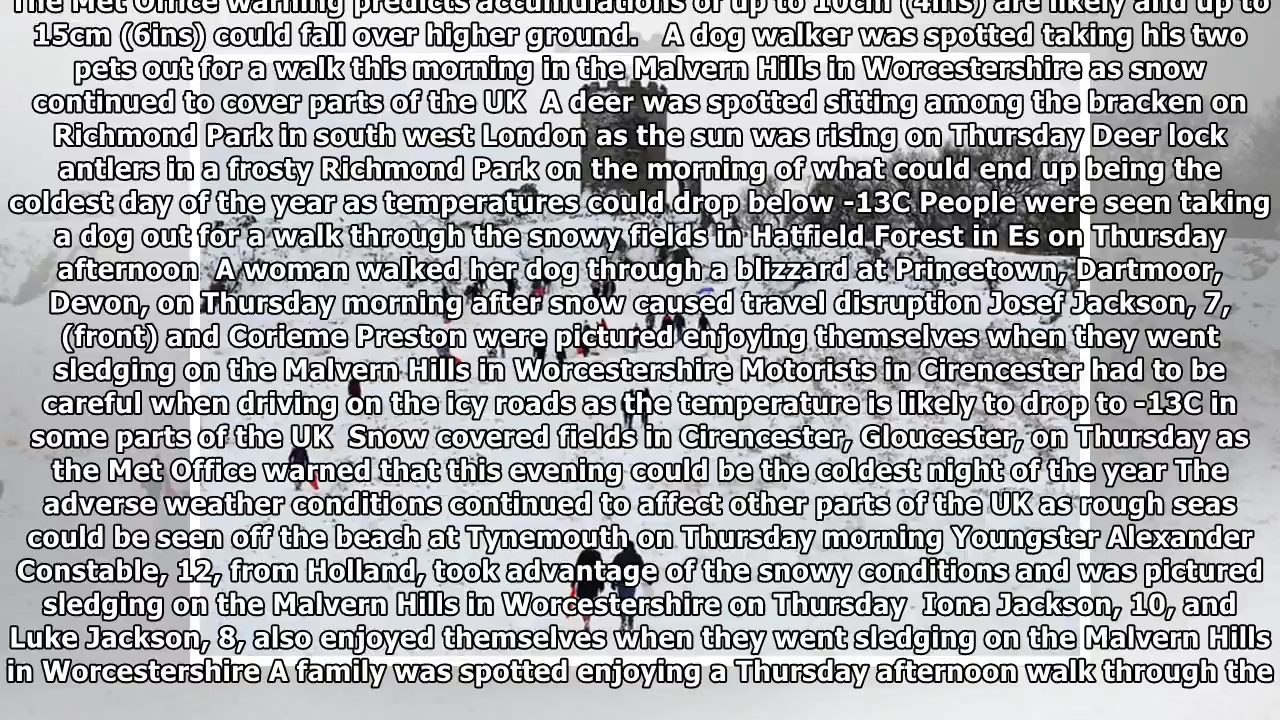 The Met Office warning predicts accumulations of up to 10cm (4ins) are likely and up to
15cm (6ins) could fall over higher ground.   A dog walker was spotted taking his two
pets out for a walk this morning in the Malvern Hills in Worcestershire as snow
continued to cover parts of the UK  A deer was spotted sitting among the bracken on
Richmond Park in south west London as the sun was rising on Thursday Deer lock
antlers in a frosty Richmond Park on the morning of what could end up being the
coldest day of the year as temperatures could drop below -13C People were seen taking
a dog out for a walk through the snowy fields in Hatfield Forest in Es on Thursday
afternoon  A woman walked her dog through a blizzard at Princetown, Dartmoor,
Devon, on Thursday morning after snow caused travel disruption Josef Jackson, 7,
(front) and Corieme Preston were pictured enjoying themselves when they went
sledging on the Malvern Hills in Worcestershire Motorists in Cirencester had to be
careful when driving on the icy roads as the temperature is likely to drop to -13C in
some parts of the UK  Snow covered fields in Cirencester, Gloucester, on Thursday as
the Met Office warned that this evening could be the coldest night of the year The
adverse weather conditions continued to affect other parts of the UK as rough seas
could be seen off the beach at Tynemouth on Thursday morning Youngster Alexander
Constable, 12, from Holland, took advantage of the snowy conditions and was pictured
sledging on the Malvern Hills in Worcestershire on Thursday  Iona Jackson, 10, and
Luke Jackson, 8, also enjoyed themselves when they went sledging on the Malvern Hills
in Worcestershire A family was spotted enjoying a Thursday afternoon walk through the